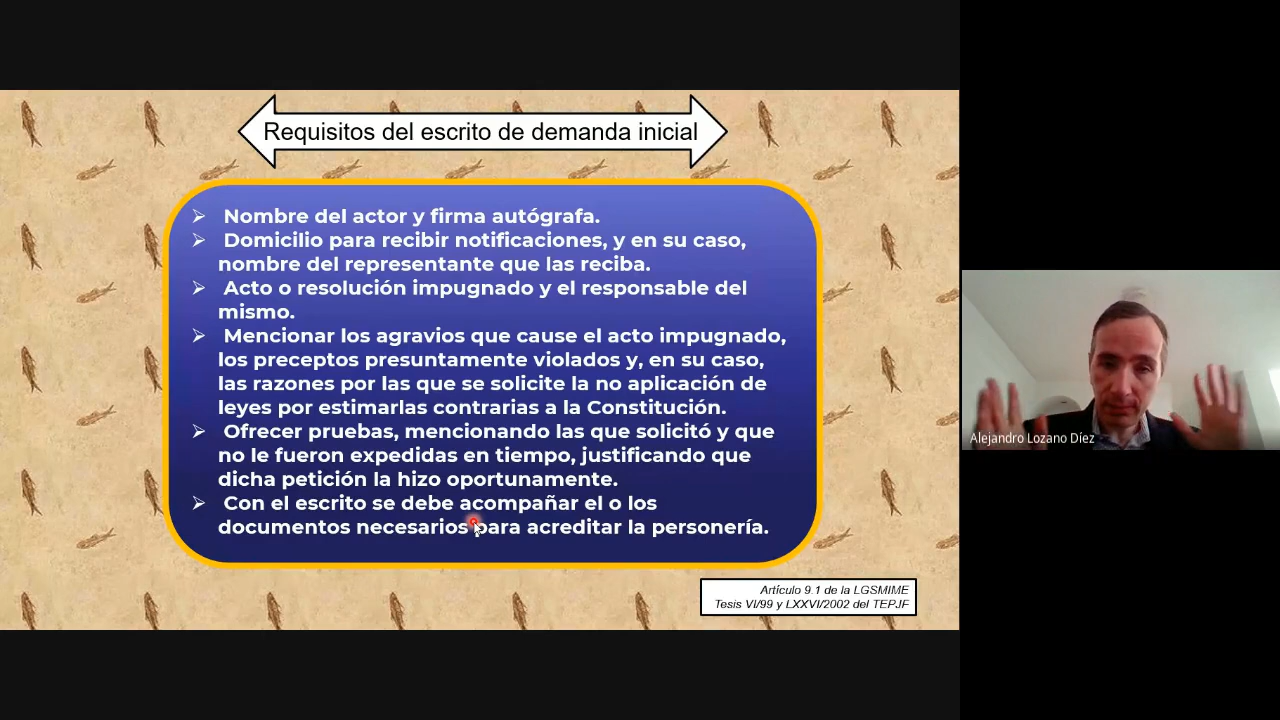 Requisitos del escrito de demanda inicial
➢ Nombre del actor y firma autógrafa.
➢ Domicilio para recibir notificaciones, y en su caso,
nombre del representante que las reciba.
➢ Acto o resolución impugnado y el responsable del
mismo.
➢ Mencionar los agravios que cause el acto impugnado,
los preceptos presuntamente violados y, en su caso,
las razones por las que se solicite la no aplicación de
leyes por estimarlas contrarias a la Constitución.
➢ Ofrecer pruebas, mencionando las que solicitó y que
no le fueron expedidas en tiempo, justificando que
dicha petición la hizo oportunamente.
➢ Con el escrito se debe acompañar el o los
documentos necesarios para acreditar la personería.
Artículo 9.1 de la LGSMIME
Tesis VI/99 y LXXVI/2002 del TEPJF
Alejandro Lozano Díez